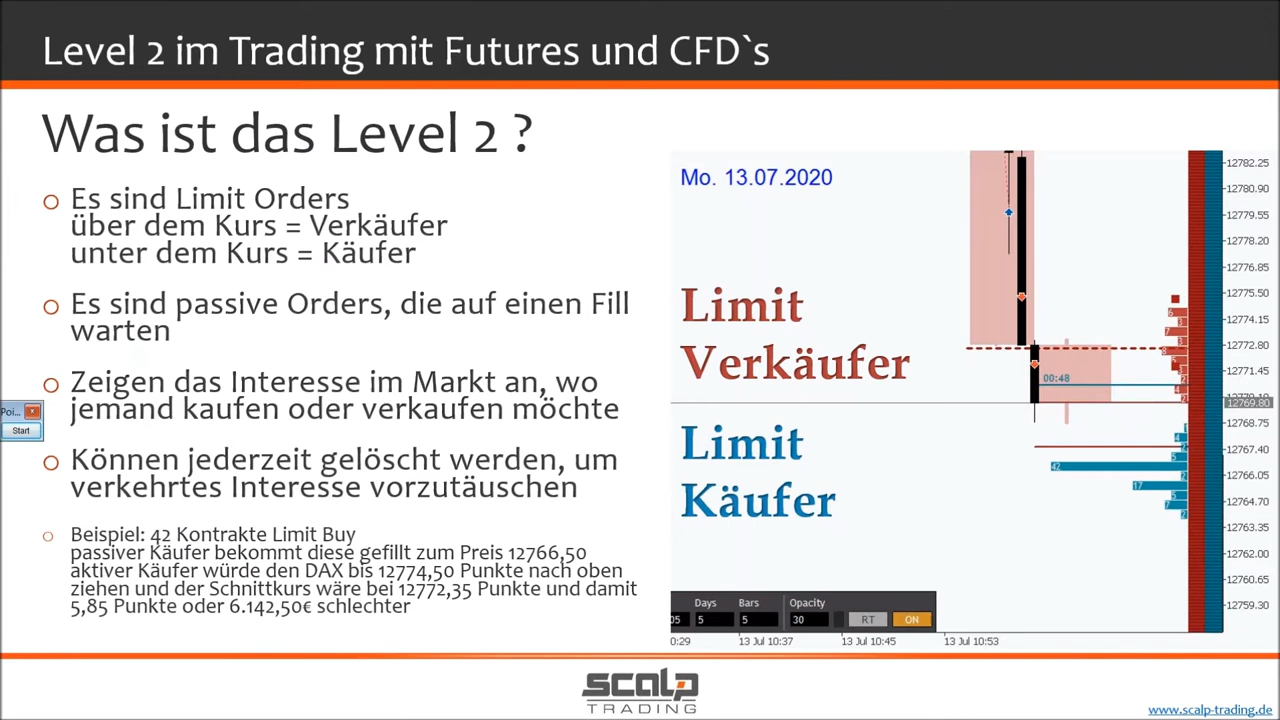 Level 2 im Trading mit Futures und CFD`s
Was ist das Level 2 ?
Es sind Limit Orders
über dem Kurs = Verkäufer
unter dem Kurs = Käufer
Es sind passive Orders, die auf einen Fill
warten
Zeigen das Interesse im Markt an, wo
jemand kaufen oder verkaufen möchte
Können jederzeit gelöscht werden, um
verkehrtes Interesse vorzutäuschen
Beispiel: 42 Kontrakte Limit Buy
passiver Käufer bekommt diese gefillt zum Preis 12766,50
aktiver Käufer würde den DAX bis 12774,50 Punkte nach oben
ziehen und der Schnittkurs wäre bei 12772,35 Punkte und damit
5,85 Punkte oder 6.142,50€ schlechter
Poi...
Start
Mo. 13.07.2020
Limit
Verkäufer
Limit
Käufer
00:48
42
17
12782.25
12780.90
12779.55
12778.20
12776.85
12775.50
12774.15
12772.80
12771.45
12769.80
12768.75
12767.40
12766.05
12764.70
12763.35
12762.00
12760.65
12759.30
Days
Bars
Opacity
05
5
5
30
RT
ON
0:29
13 Jul 10:37
13 Jul 10:45
13 Jul 10:53
scalp
TRADING
www.scalp-trading.de